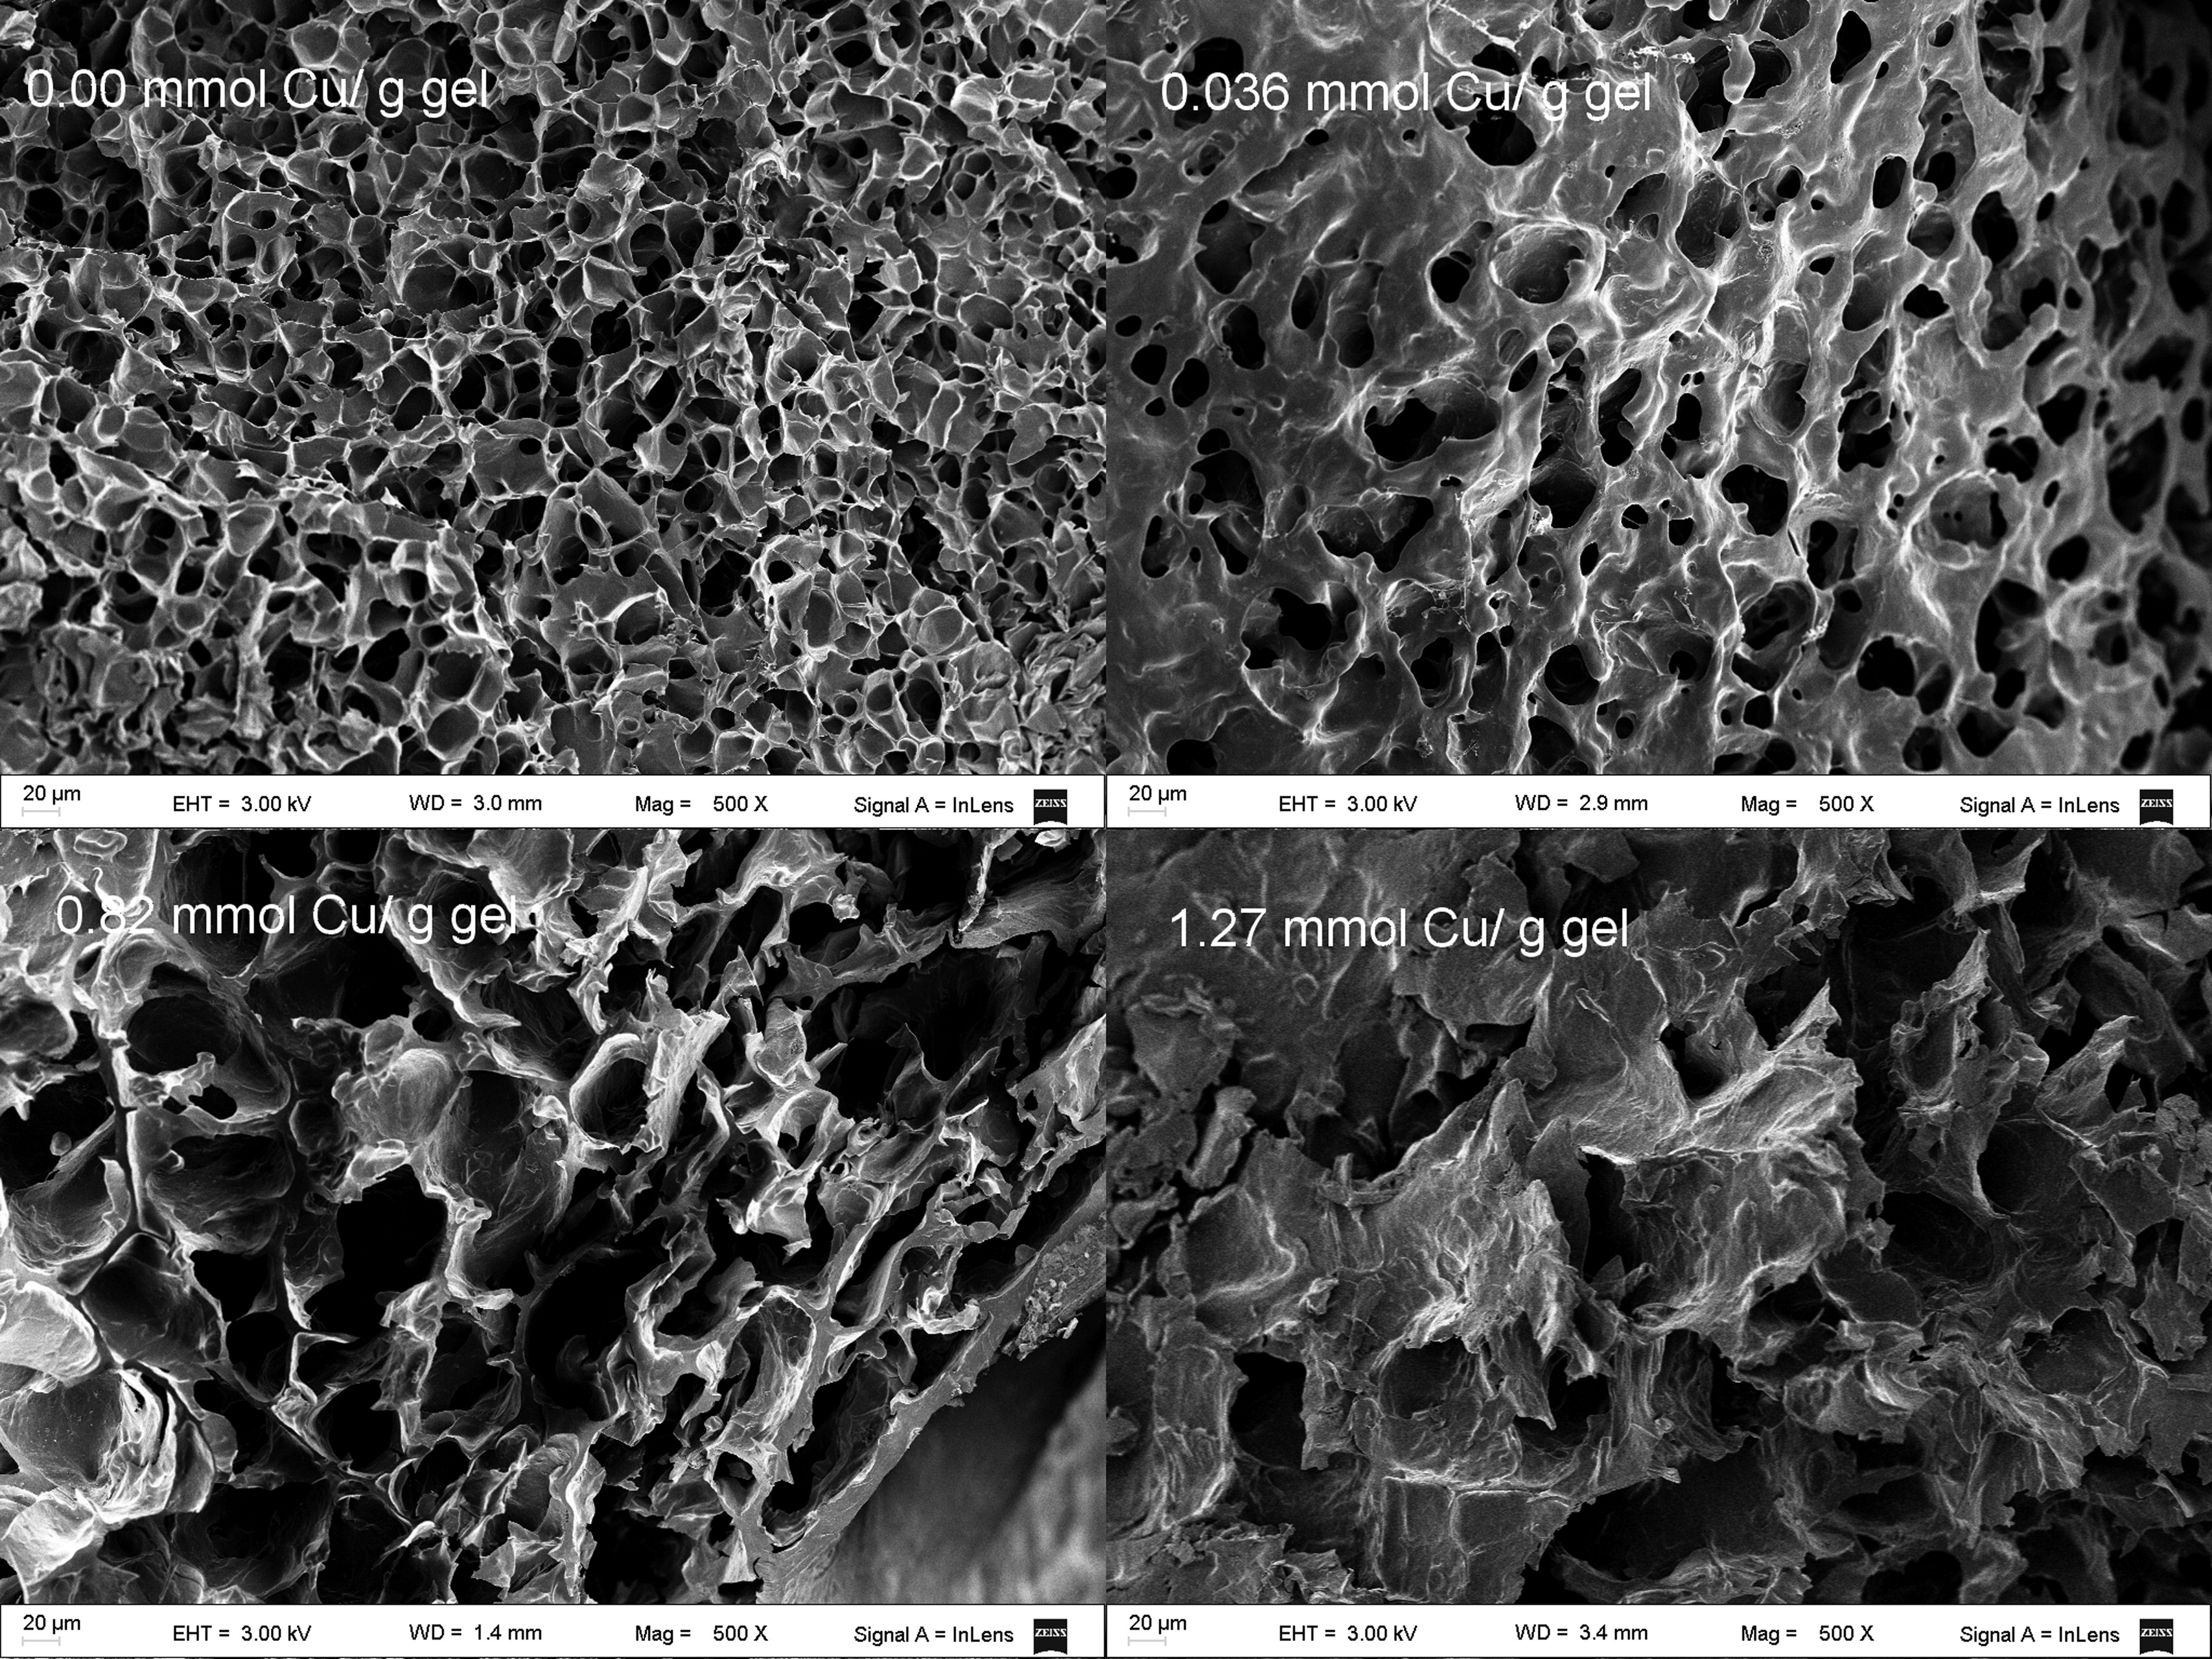 0.00 mmol Cu/ g gel
20 µm EHT = 3.00 kV WD = 3.0 mm Mag = 500 X Signal A = InLens ZEISS
0.036 mmol Cu/ g gel
20 µm EHT = 3.00 kV WD = 2.9 mm Mag = 500 X Signal A = InLens ZEISS
0.82 mmol Cu/ g gel
20 µm EHT = 3.00 kV WD = 1.4 mm Mag = 500 X Signal A = InLens ZEISS
1.27 mmol Cu/ g gel
20 µm EHT = 3.00 kV WD = 3.4 mm Mag = 500 X Signal A = InLens ZEISS